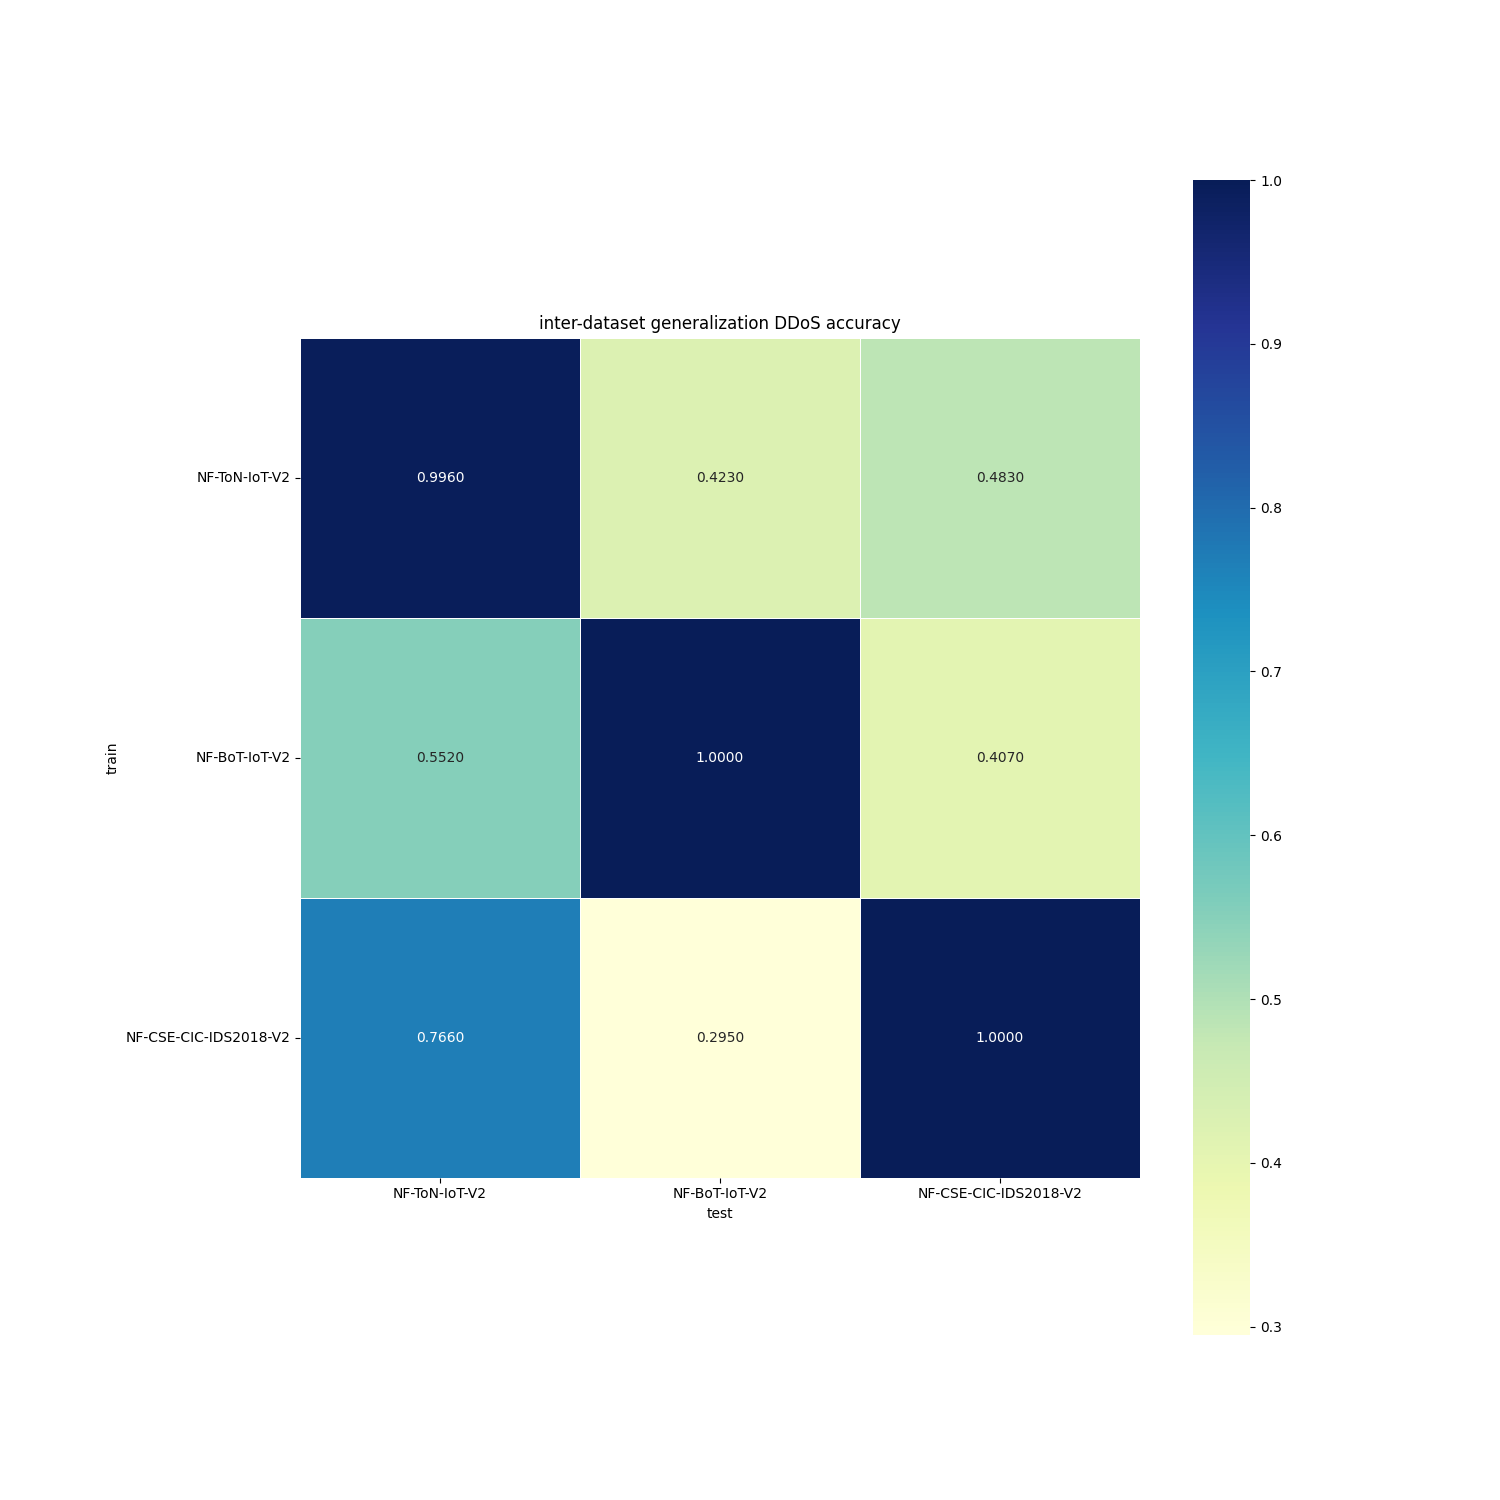 inter-dataset generalization DDoS accuracy
train
NF-ToN-IoT-V2
0.9960
0.4230
0.4830
NF-BoT-IoT-V2
0.5520
1.0000
0.4070
NF-CSE-CIC-IDS2018-V2
0.7660
0.2950
1.0000
NF-ToN-IoT-V2
NF-BoT-IoT-V2
NF-CSE-CIC-IDS2018-V2
test
1.0
0.9
0.8
0.7
0.6
0.5
0.4
0.3